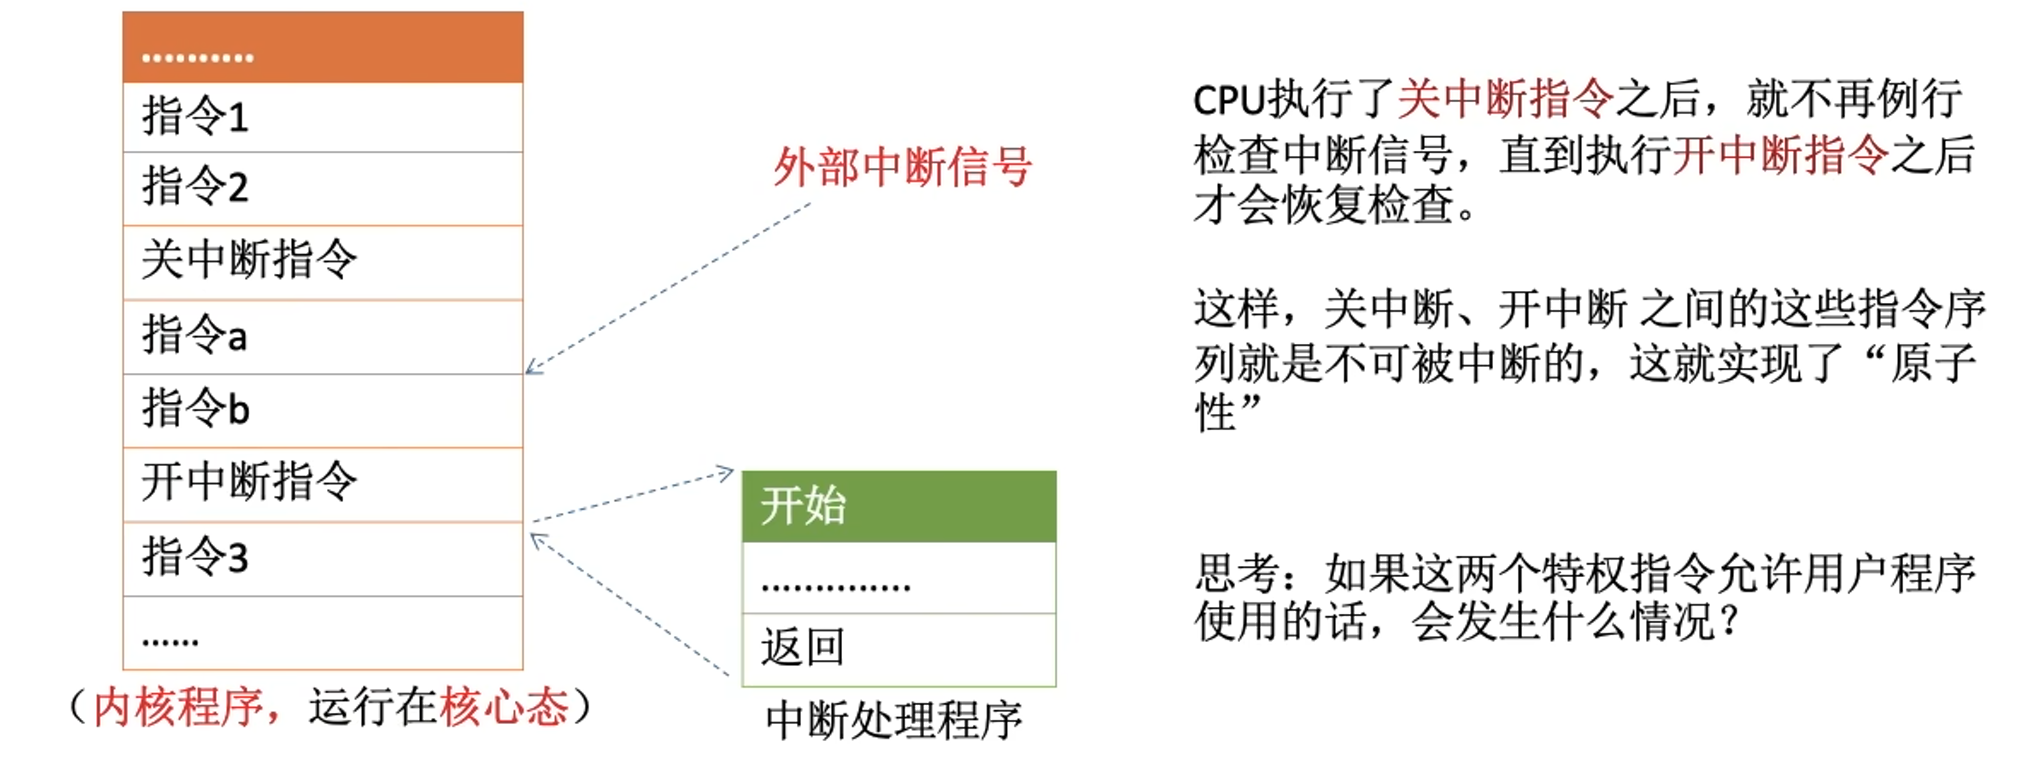 ..........
指令1
指令2
关中断指令
指令a
指令b
开中断指令
指令3
......
（内核程序，运行在核心态）
外部中断信号
开始
..............
返回
中断处理程序
CPU执行了关中断指令之后，就不再例行
检查中断信号，直到执行开中断指令之后
才会恢复检查。
这样，关中断、开中断 之间的这些指令序
列就是不可被中断的，这就实现了“原子
性”
思考：如果这两个特权指令允许用户程序
使用的话，会发生什么情况？